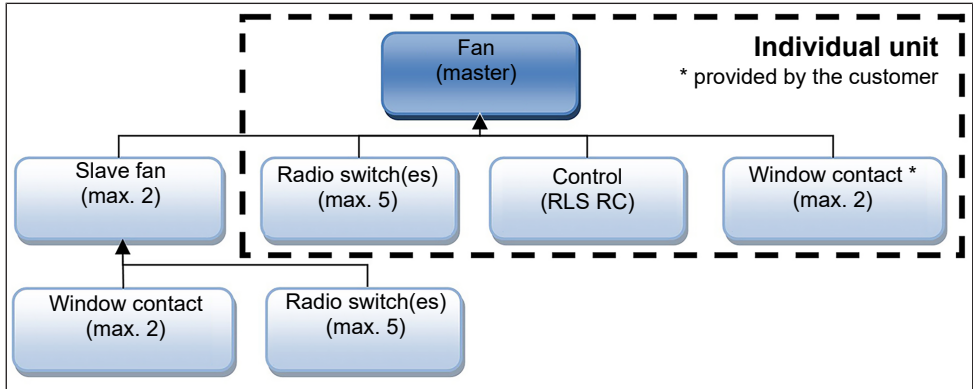 Fan
(master)
Individual unit
* provided by the customer
Slave fan
(max. 2)
Radio switch(es)
(max. 5)
Control
(RLS RC)
Window contact *
(max. 2)
Window contact
(max. 2)
Radio switch(es)
(max. 5)